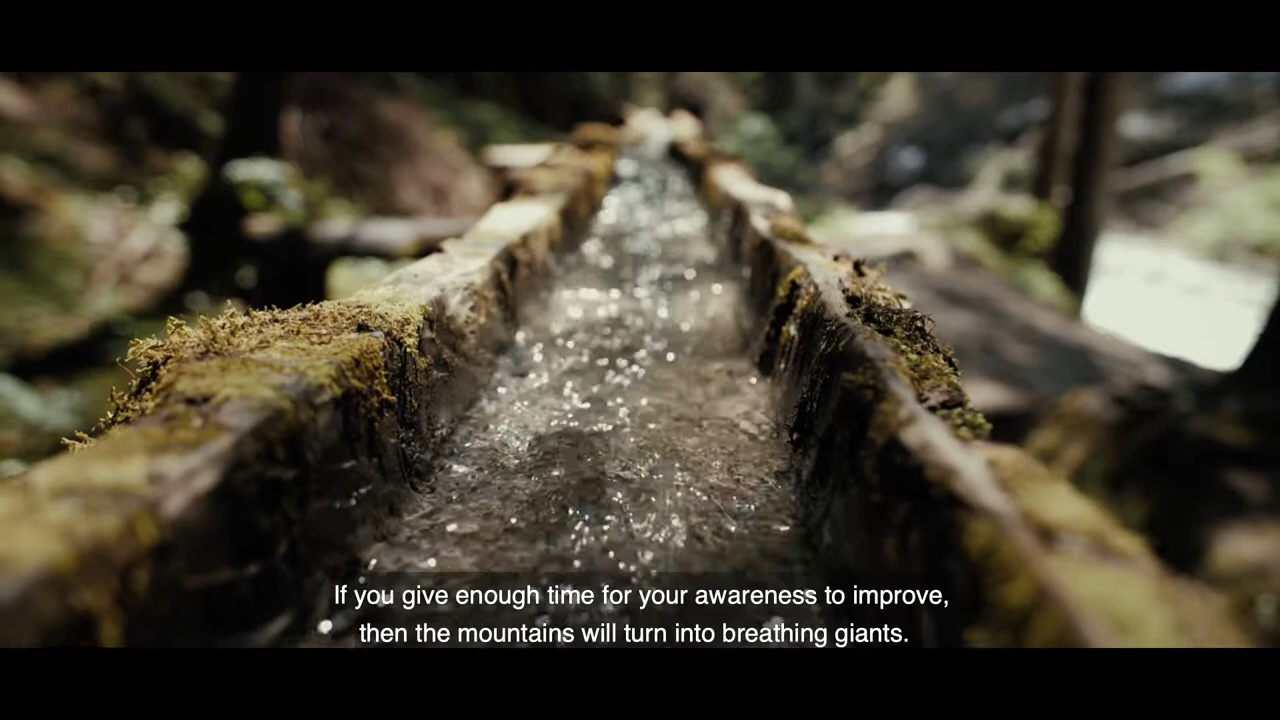 If you give enough time for your awareness to improve,
then the mountains will turn into breathing giants.